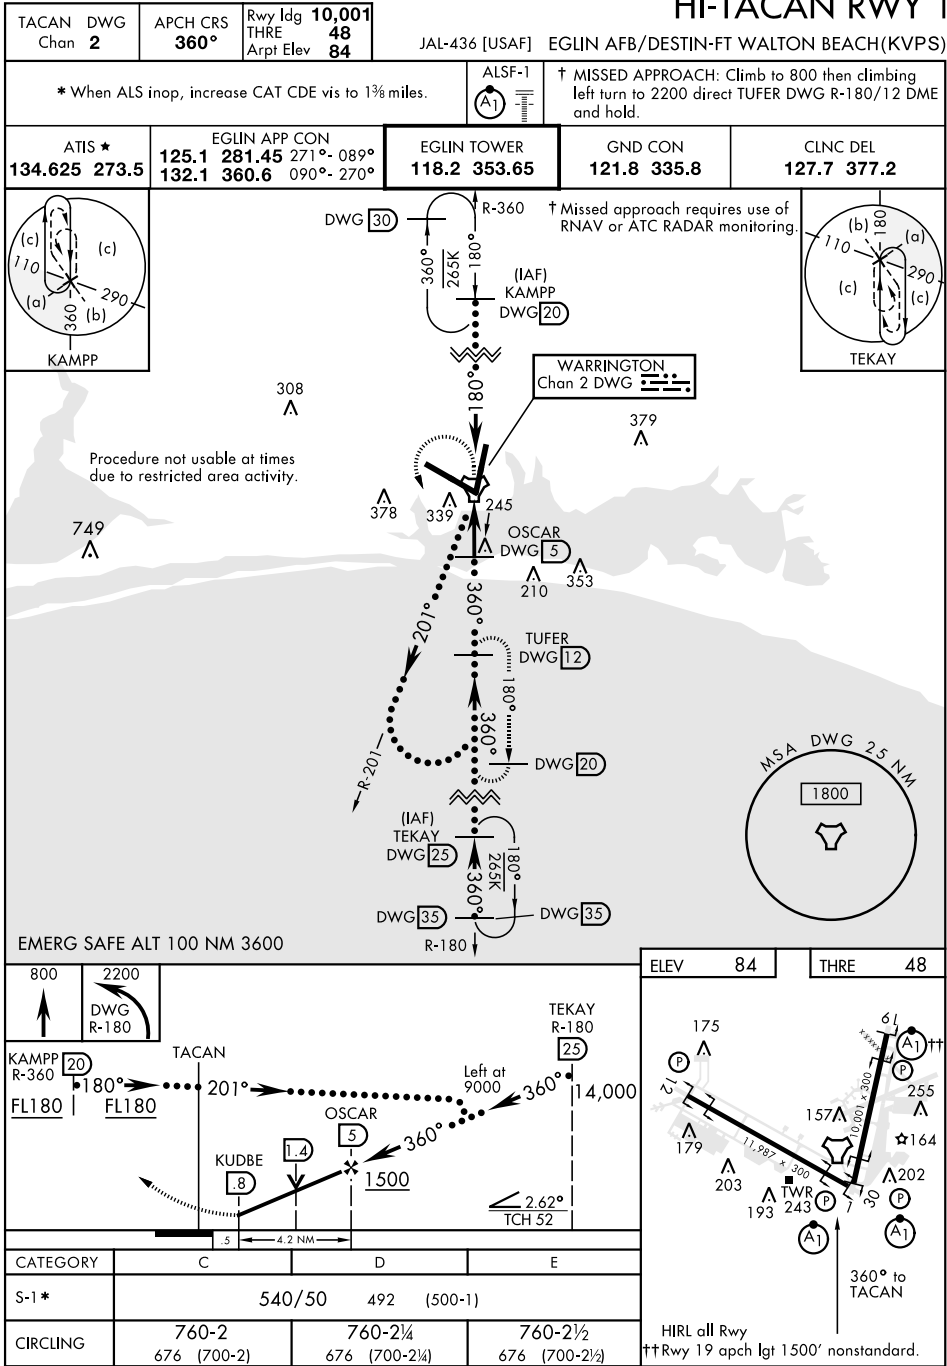 HI-TACAN RWY 1
TACAN DWG
Chan 2
APCH CRS
360°
Rwy ldg 10,001
THRE 48
Arpt Elev 84
JAL-436 [USAF] EGLIN AFB/DESTIN-FT WALTON BEACH(KVPS)
* When ALS inop, increase CAT CDE vis to 1⅜ miles.
ALSF-1
A1
† MISSED APPROACH: Climb to 800 then climbing
left turn to 2200 direct TUFER DWG R-180/12 DME
and hold.
ATIS ★
134.625 273.5
EGLIN APP CON
125.1 281.45 271°- 089°
132.1 360.6 090°- 270°
EGLIN TOWER
118.2 353.65
GND CON
121.8 335.8
CLNC DEL
127.7 377.2
(c)
(c)
110
290
(a)
360
(b)
KAMPP
DWG 30
R-360
360°
265K
180°
(IAF)
KAMPP
DWG 20
† Missed approach requires use of
RNAV or ATC RADAR monitoring.
(b)
180
(a)
110
290
(c)
(c)
TEKAY
WARRINGTON
Chan 2 DWG
180°
308
379
Procedure not usable at times
due to restricted area activity.
749
378
339
245
OSCAR
DWG 5
210
353
201°
360°
TUFER
DWG 12
180°
360°
R-201
DWG 20
(IAF)
TEKAY
DWG 25
180°
265K
360°
DWG 35
DWG 35
R-180
MSA DWG 25 NM
1800
EMERG SAFE ALT 100 NM 3600
800
2200
DWG
R-180
KAMPP
R-360
20
FL180
180°
FL180
TACAN
201°
Left at
9000
TEKAY
R-180
25
360°
14,000
OSCAR
5
360°
1500
1.4
KUDBE
.8
2.62°
TCH 52
.5
4.2 NM
ELEV 84
THRE 48
175
P
12
179
203
193
TWR
243
157
11,987 x 300
10,001 x 300
19
A1 ††
P
255
164
202
P
A1
30
1
P
A1
360° to
TACAN
HIRL all Rwy
††Rwy 19 apch lgt 1500' nonstandard.
CATEGORY C D E
S-1* 540/50 492 (500-1)
CIRCLING
760-2
676 (700-2)
760-2¼
676 (700-2¼)
760-2½
676 (700-2½)